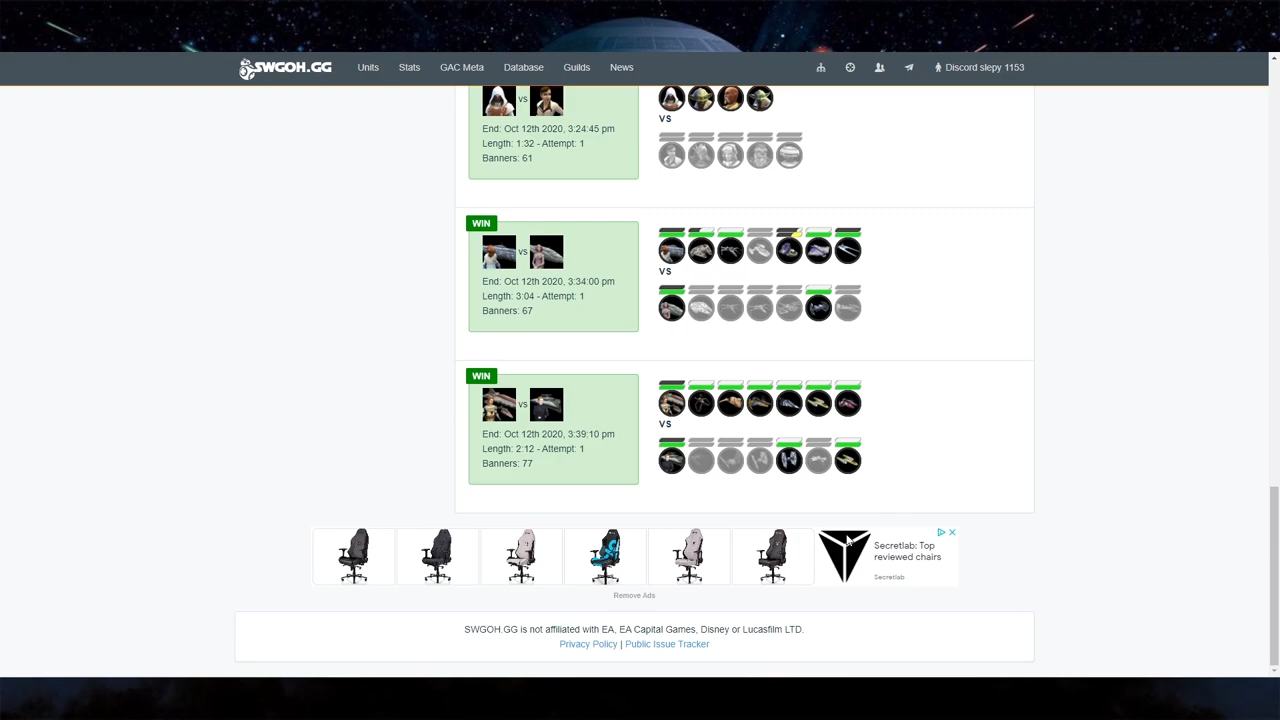 SWGOH.GG Units Stats GAC Meta Database Guilds News Discord slepy 1153
vs
End: Oct 12th 2020, 3:24:45 pm
Length: 1:32 - Attempt: 1
Banners: 61
VS
WIN
vs
End: Oct 12th 2020, 3:34:00 pm
Length: 3:04 - Attempt: 1
Banners: 67
VS
WIN
vs
End: Oct 12th 2020, 3:39:10 pm
Length: 2:12 - Attempt: 1
Banners: 77
VS
Secretlab: Top
reviewed chairs
Secretlab
Remove Ads
SWGOH.GG is not affiliated with EA, EA Capital Games, Disney or Lucasfilm LTD.
Privacy Policy | Public Issue Tracker